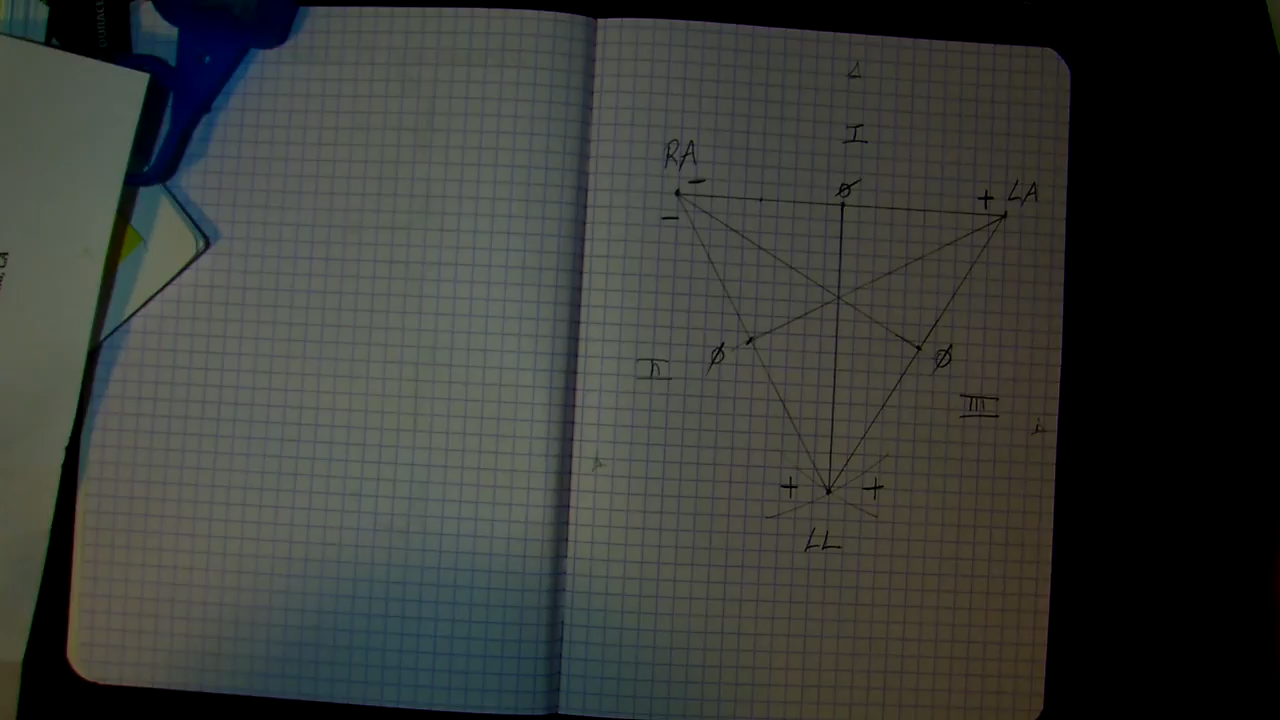 I
RA
-
ø
+ LA
-
ø
ø
II
III
+ +
LL